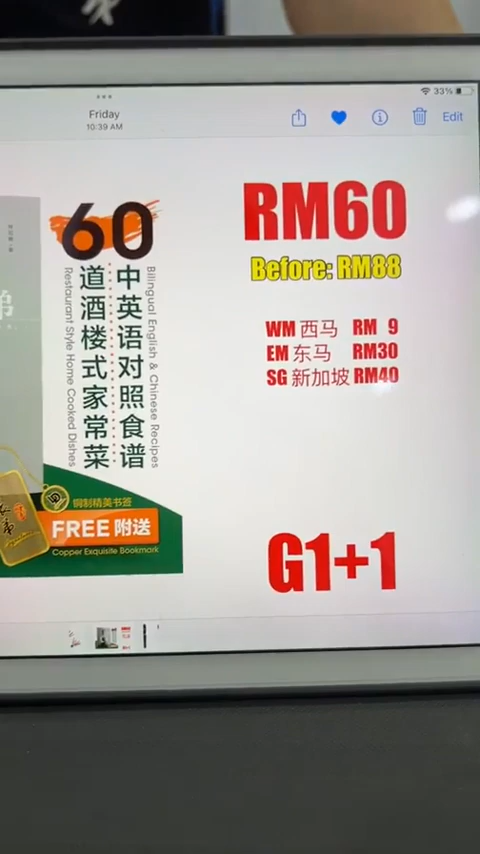 33%
Friday
10:39 AM
Edit
60
道酒楼式家常菜
中英语对照食谱
Restaurant Style Home Cooked Dishes
Bilingual English & Chinese Recipes
铜制精美书签
FREE 附送
Copper Exquisite Bookmark
RM60
Before: RM88
WM 西马 RM 9
EM 东马 RM30
SG 新加坡 RM40
G1+1